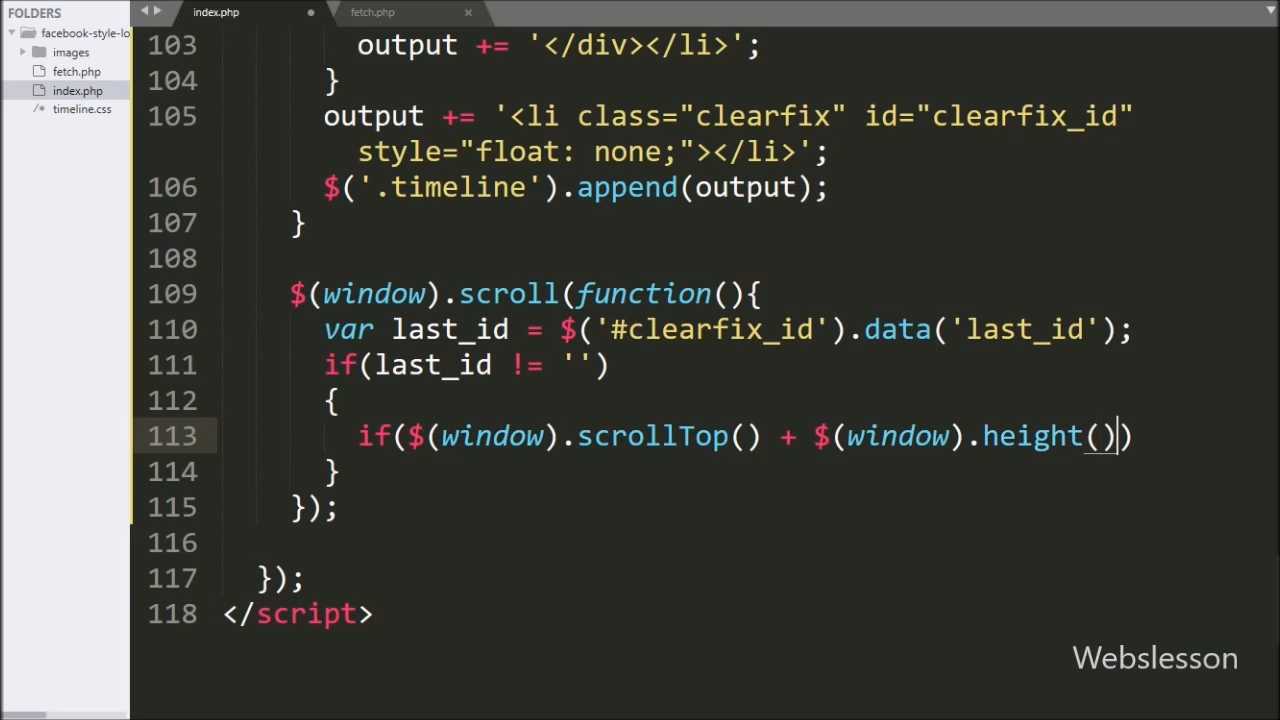 FOLDERS
facebook-style-lo
images
fetch.php
index.php
timeline.css
index.php
fetch.php
103 output += '</div></li>';
104 }
105 output += '<li class="clearfix" id="clearfix_id"
style="float: none;"></li>';
106 $('.timeline').append(output);
107 }
108
109 $(window).scroll(function(){
110 var last_id = $('#clearfix_id').data('last_id');
111 if(last_id != '')
112 {
113 if($(window).scrollTop() + $(window).height())
114 }
115 });
116
117 });
118 </script>
Webslesson